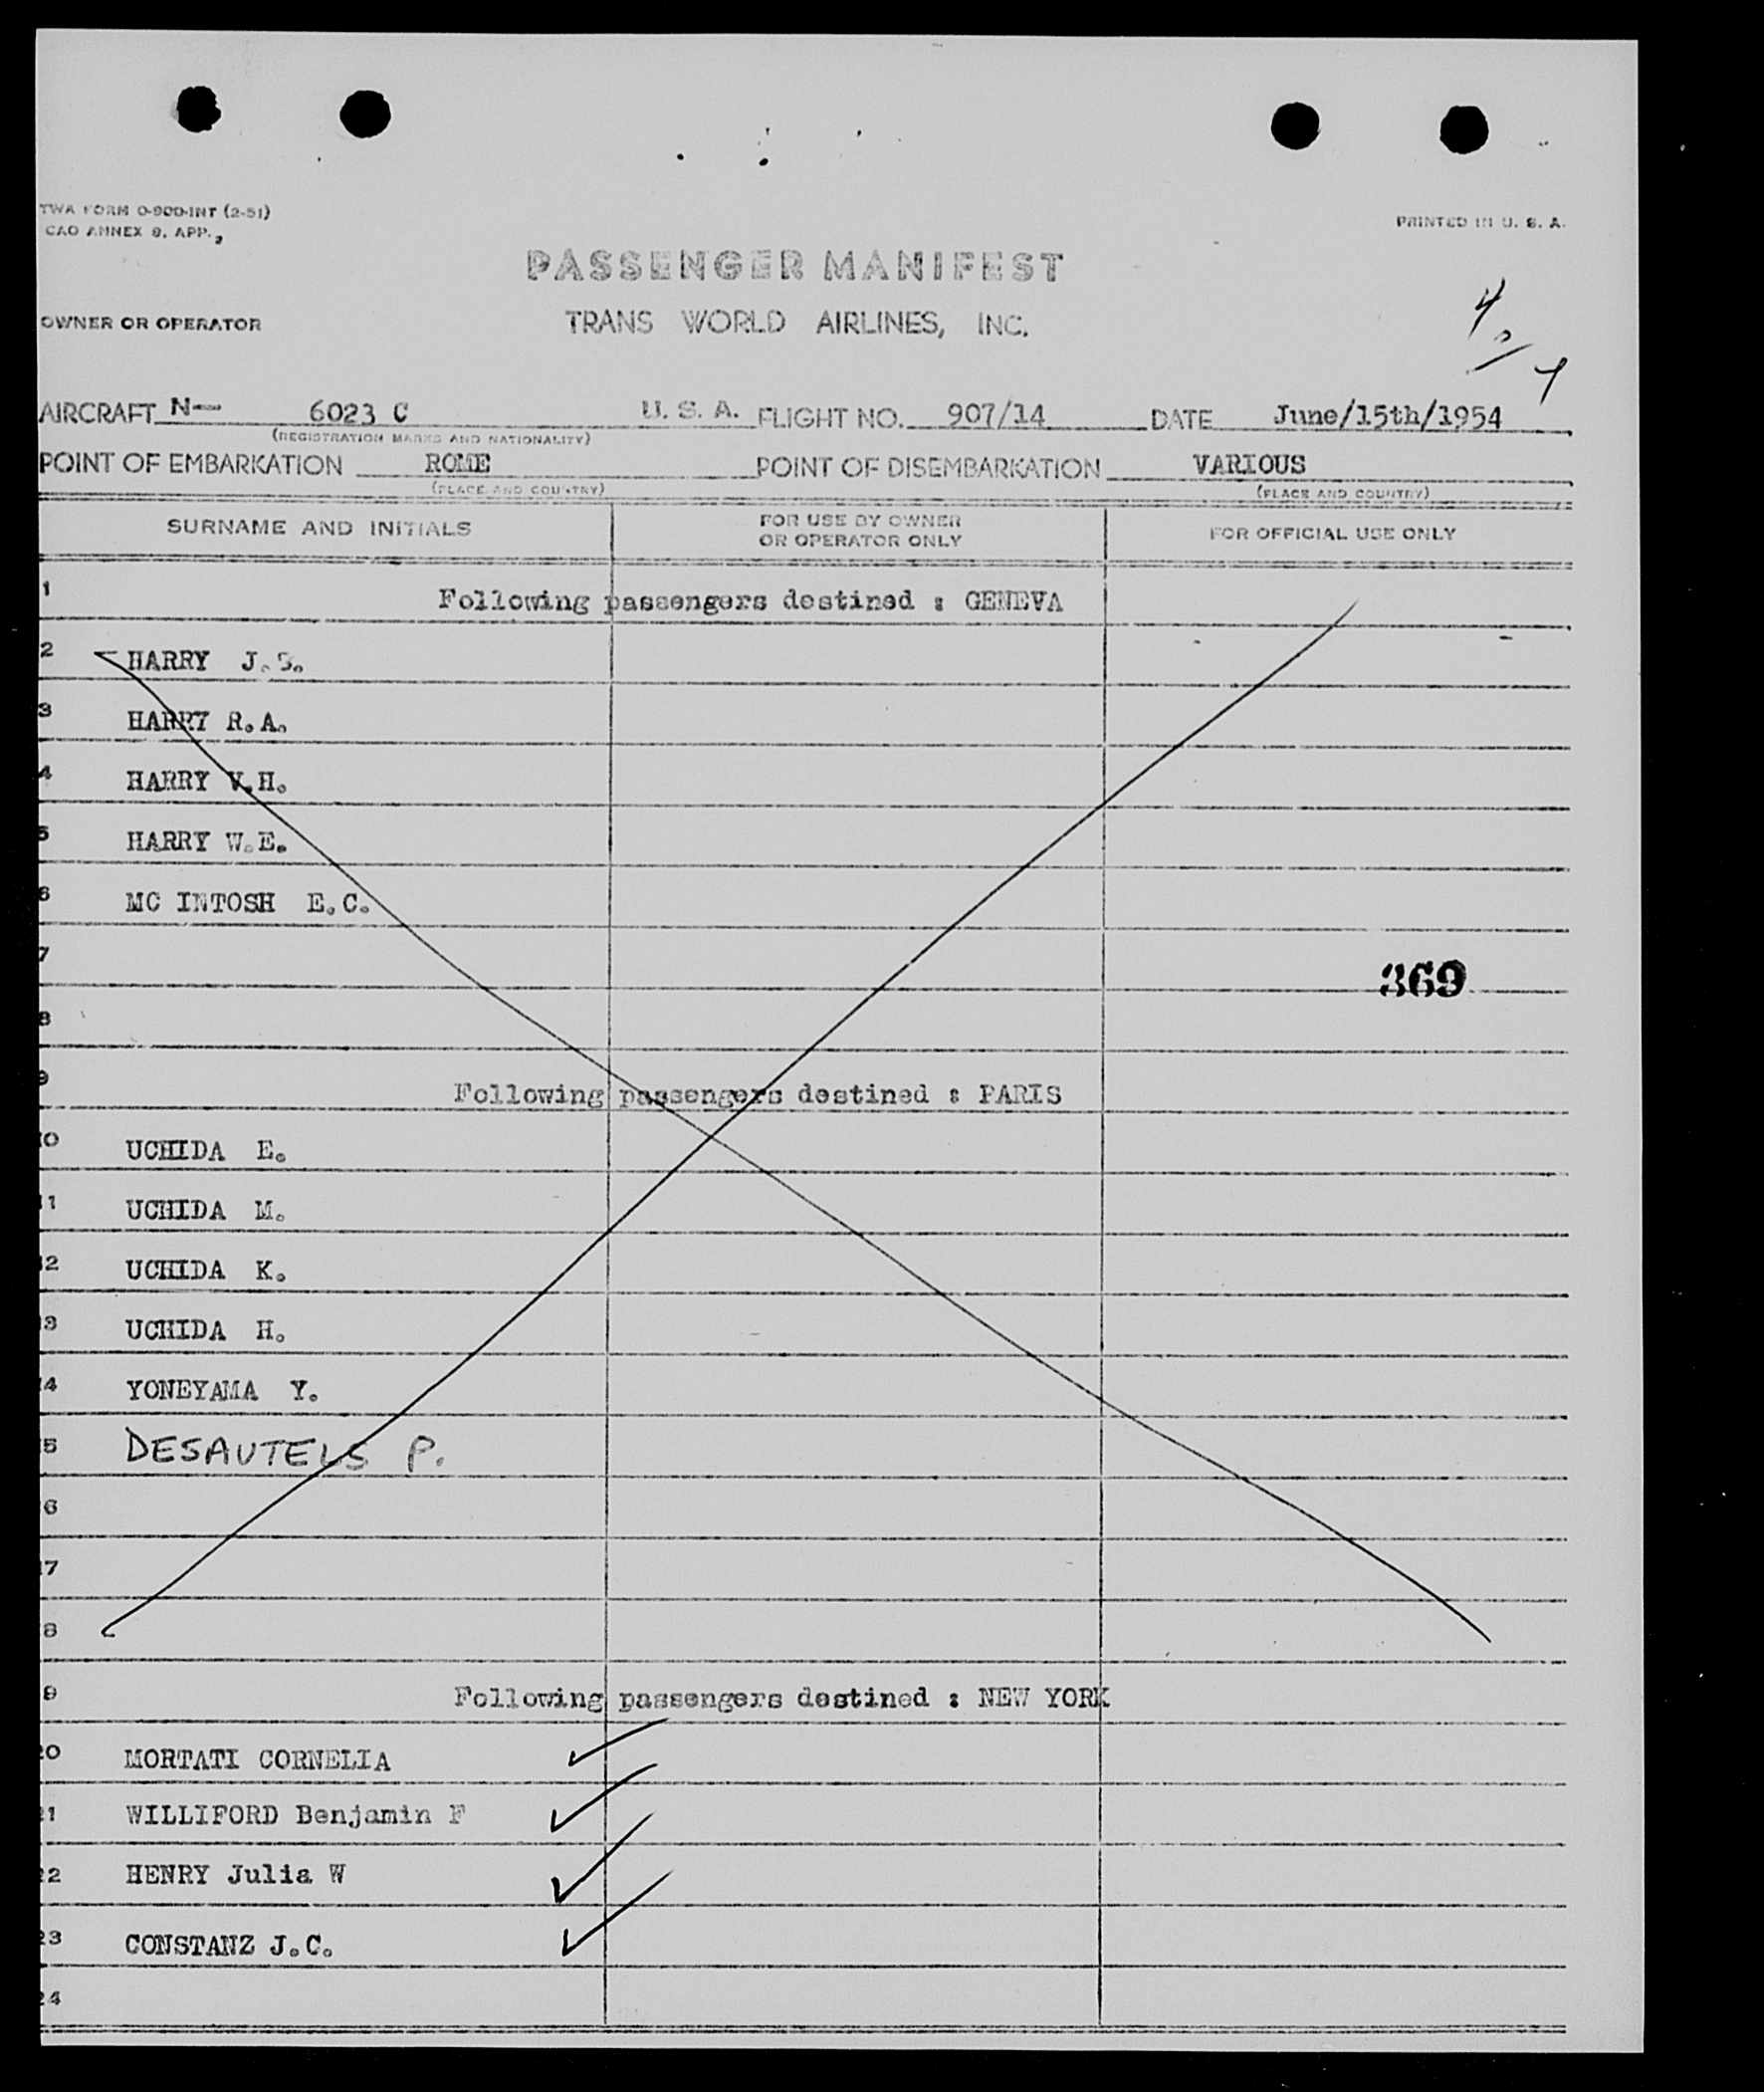 TWA FORM O-900-INT (2-51)
CAO ANNEX 9, APP. 3
PRINTED IN U. S. A.
PASSENGER MANIFEST
OWNER OR OPERATOR
TRANS WORLD AIRLINES, INC.
AIRCRAFT N- 6023 C U. S. A. FLIGHT NO. 907/14 DATE June/15th/1954
(REGISTRATION MARKS AND NATIONALITY)
POINT OF EMBARKATION ROME POINT OF DISEMBARKATION VARIOUS
(PLACE AND COUNTRY) (PLACE AND COUNTRY)
SURNAME AND INITIALS FOR USE BY OWNER OR OPERATOR ONLY FOR OFFICIAL USE ONLY
1 Following passengers destined : GENEVA
2 HARRY J.S.
3 HARRY R.A.
4 HARRY V.H.
5 HARRY W.E.
6 MC INTOSH E.C.
7 369
8
9 Following passengers destined : PARIS
10 UCHIDA E.
11 UCHIDA M.
12 UCHIDA K.
13 UCHIDA H.
14 YONEYAMA Y.
15 DESAUTELS P.
16
17
18
19 Following passengers destined : NEW YORK
20 MORTATI CORNELIA
21 WILLIFORD Benjamin F
22 HENRY Julia W
23 CONSTANZ J.C.
24